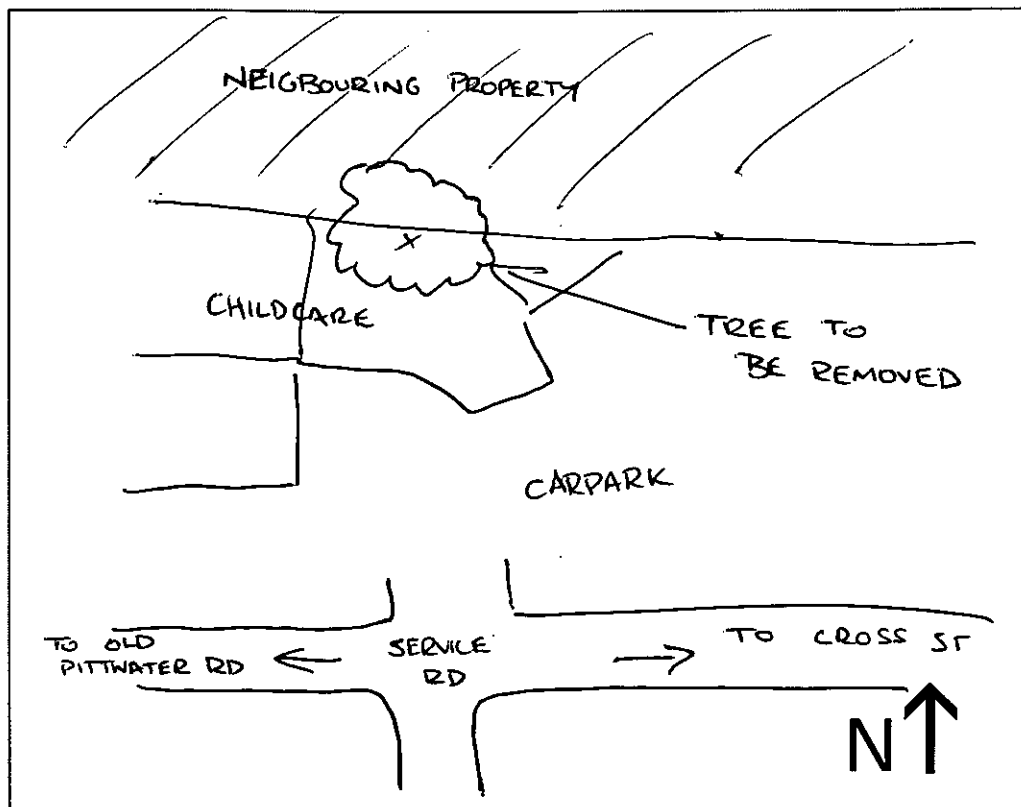 NEIGBOURING PROPERTY
CHILDCARE
TREE TO
BE REMOVED
CARPARK
TO OLD
PITTWATER RD
SERVICE
RD
TO CROSS ST
N